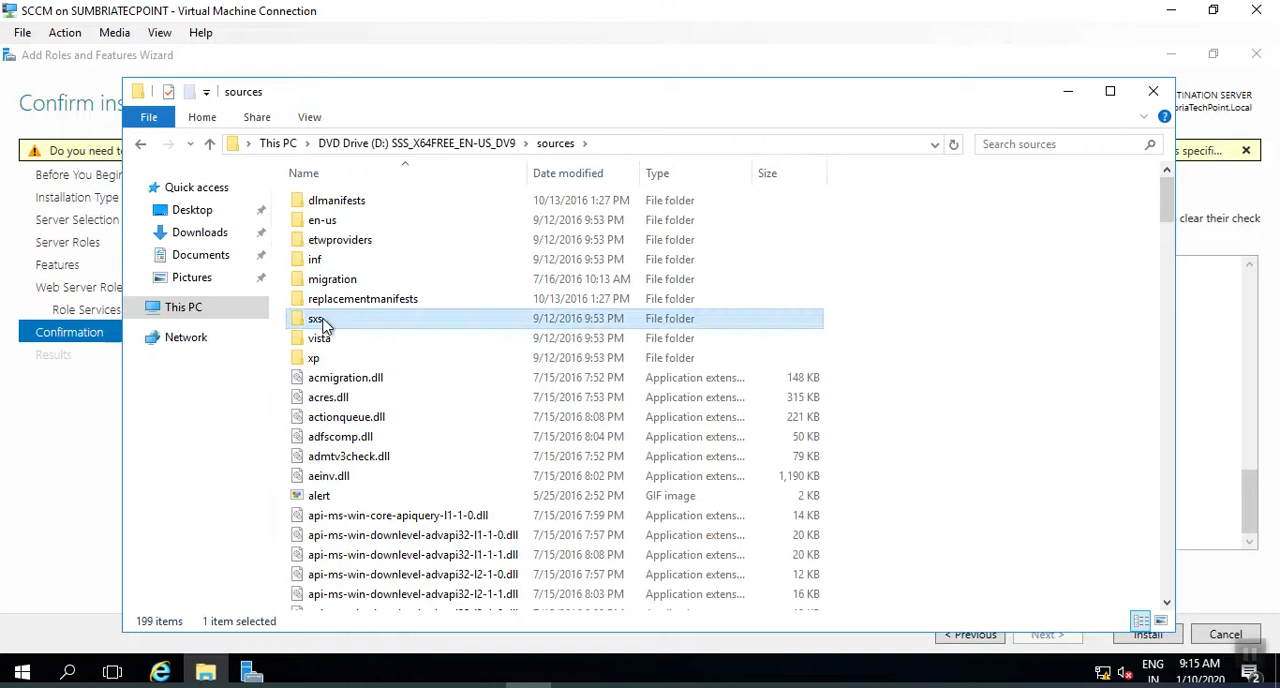 SCCM on SUMBRIATECPOINT - Virtual Machine Connection
File Action Media View Help
Add Roles and Features Wizard
Confirm ins
TINATION SERVER
riaTechPoint.Local
Do you need to
specifi...
Before You Begin
Installation Type
Server Selection
Server Roles
Features
Web Server Role
Role Services
Confirmation
Results
clear their check
sources
File Home Share View
This PC > DVD Drive (D:) SSS_X64FREE_EN-US_DV9 > sources >
Search sources
Quick access
Desktop
Downloads
Documents
Pictures
This PC
Network
Name Date modified Type Size
dlmanifests 10/13/2016 1:27 PM File folder
en-us 9/12/2016 9:53 PM File folder
etwproviders 9/12/2016 9:53 PM File folder
inf 9/12/2016 9:53 PM File folder
migration 7/16/2016 10:13 AM File folder
replacementmanifests 10/13/2016 1:27 PM File folder
sxs 9/12/2016 9:53 PM File folder
vista 9/12/2016 9:53 PM File folder
xp 9/12/2016 9:53 PM File folder
acmigration.dll 7/15/2016 7:52 PM Application extens... 148 KB
acres.dll 7/15/2016 7:53 PM Application extens... 315 KB
actionqueue.dll 7/15/2016 8:08 PM Application extens... 221 KB
adfscomp.dll 7/15/2016 8:04 PM Application extens... 50 KB
admtv3check.dll 7/15/2016 7:52 PM Application extens... 79 KB
aeinv.dll 7/15/2016 8:02 PM Application extens... 1,190 KB
alert 5/25/2016 2:52 PM GIF image 2 KB
api-ms-win-core-apiquery-l1-1-0.dll 7/15/2016 7:59 PM Application extens... 14 KB
api-ms-win-downlevel-advapi32-l1-1-0.dll 7/15/2016 7:57 PM Application extens... 20 KB
api-ms-win-downlevel-advapi32-l1-1-1.dll 7/15/2016 8:08 PM Application extens... 20 KB
api-ms-win-downlevel-advapi32-l2-1-0.dll 7/15/2016 7:57 PM Application extens... 12 KB
api-ms-win-downlevel-advapi32-l2-1-1.dll 7/15/2016 8:03 PM Application extens... 16 KB
199 items 1 item selected
< Previous Next > Install Cancel
ENG 9:15 AM
IN 1/10/2020
2